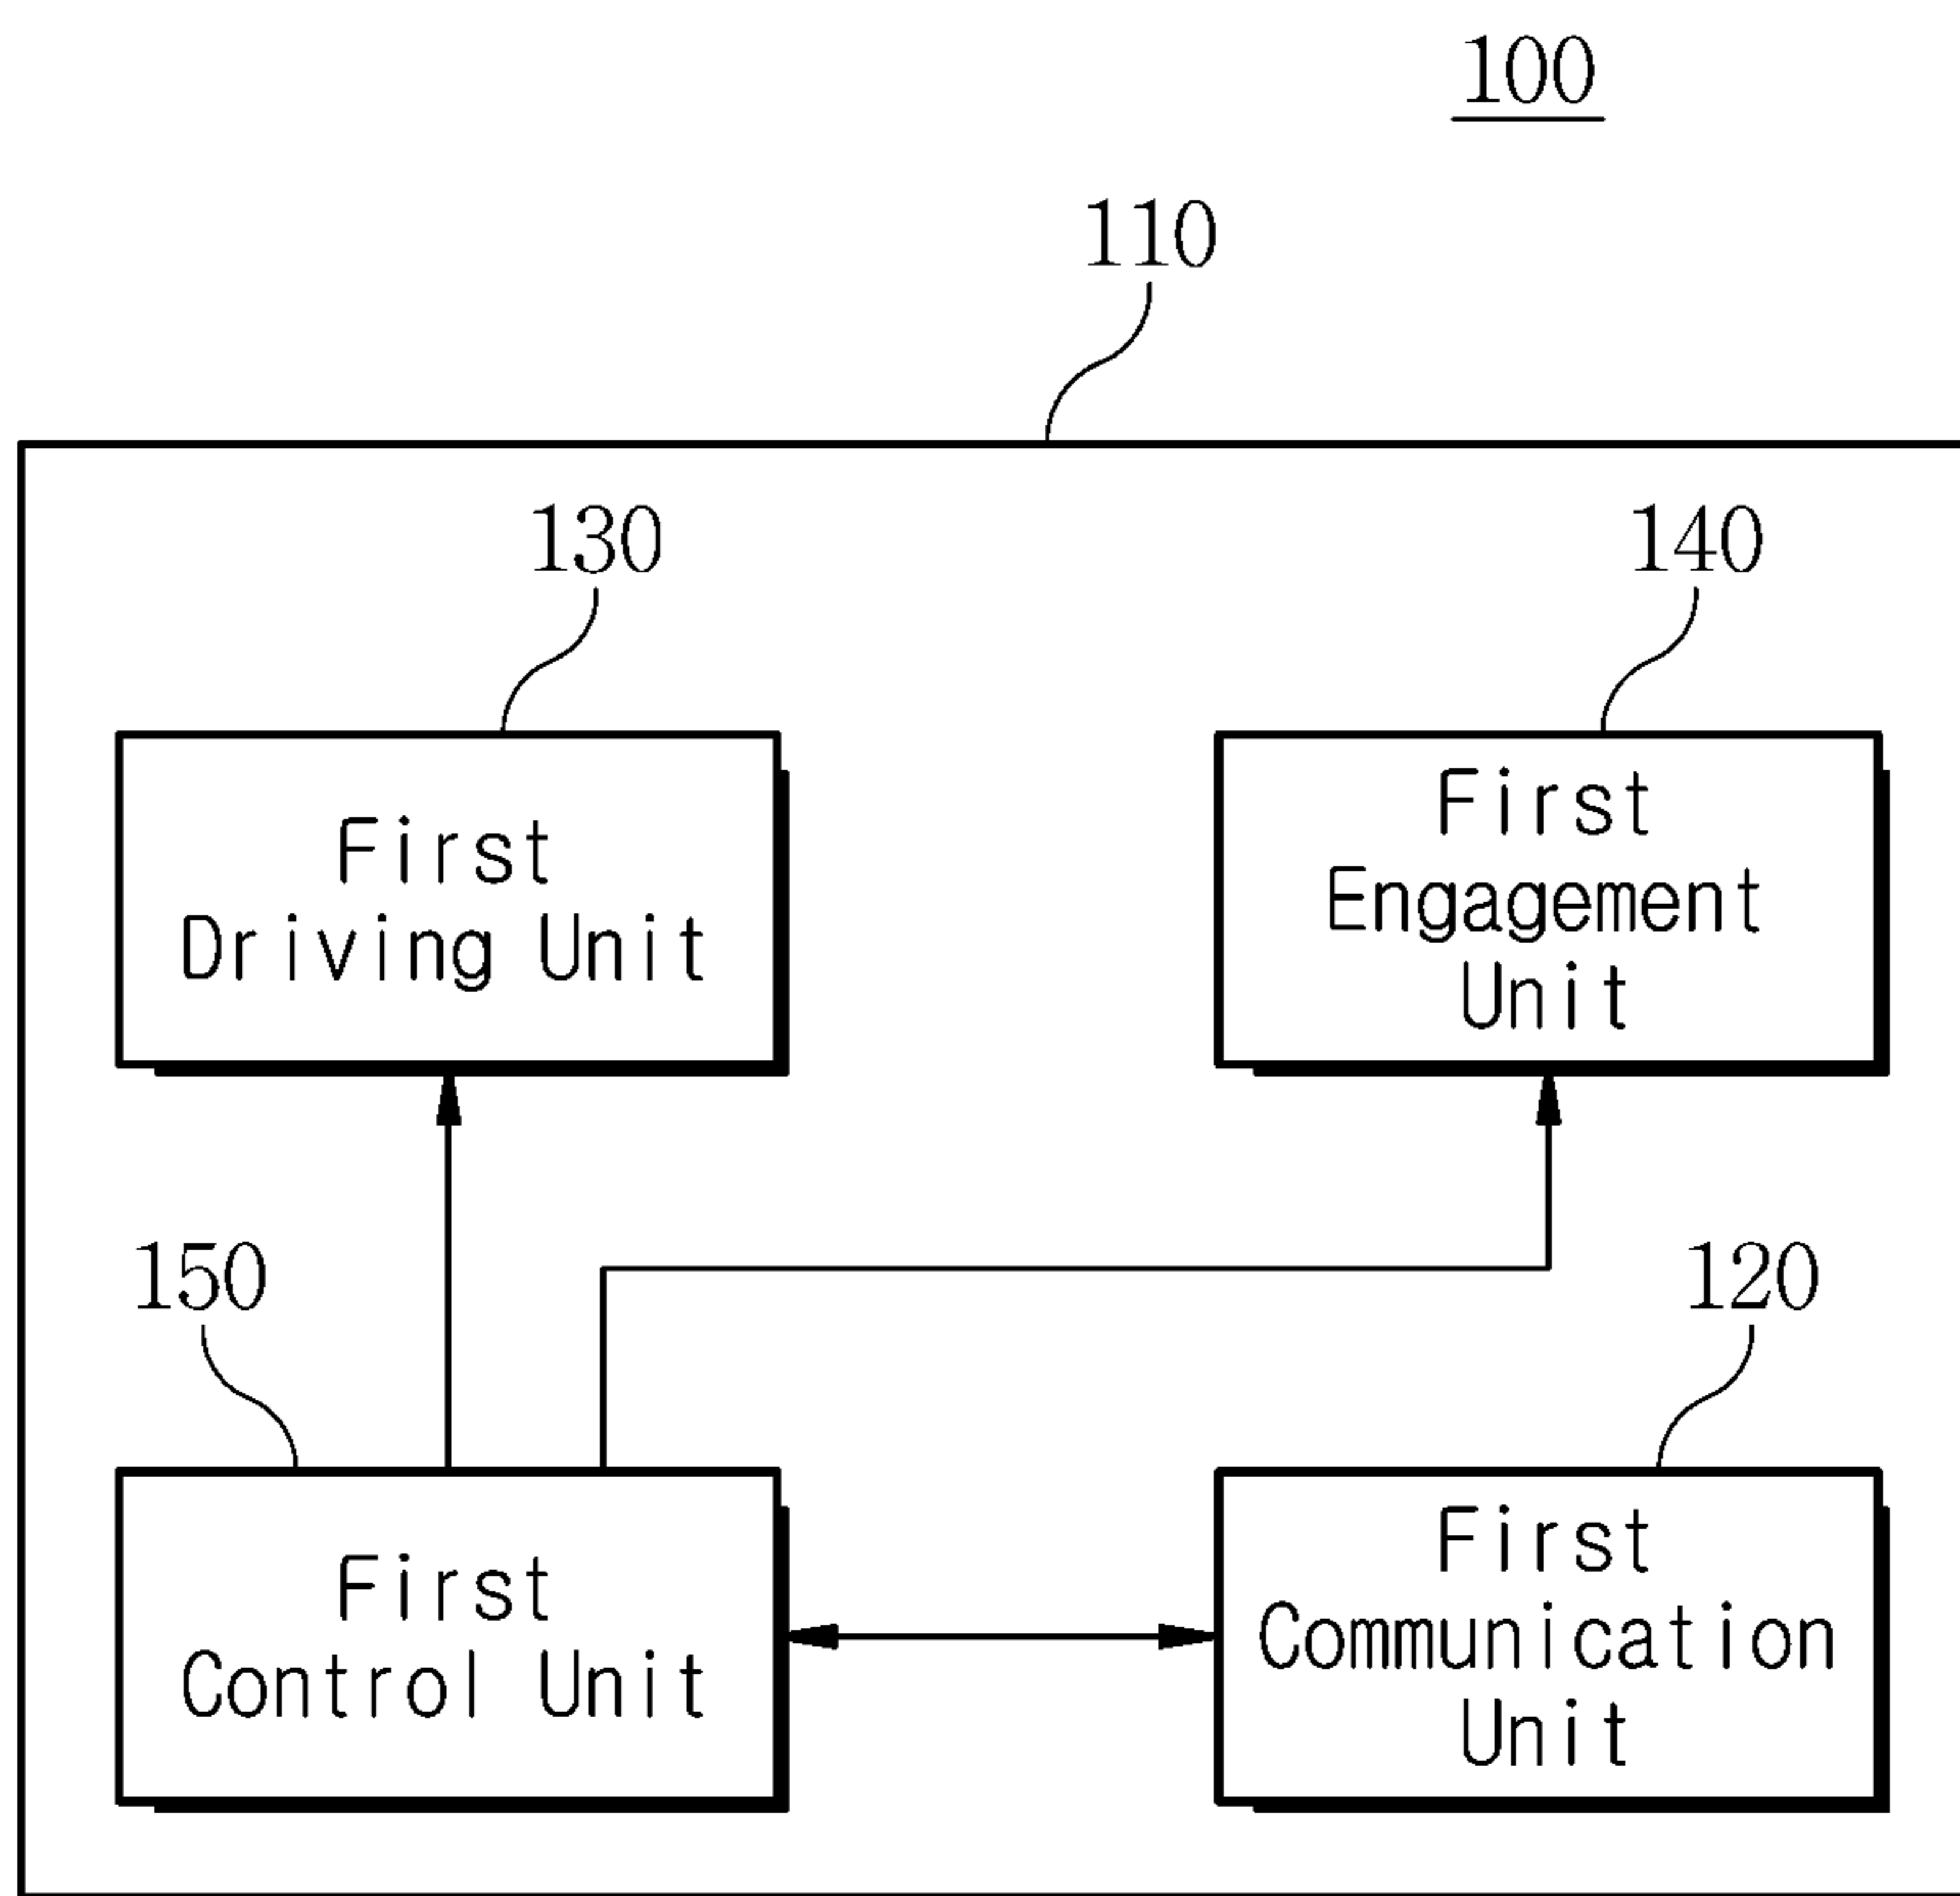 100
110
130
140
First
Driving Unit
First
Engagement
Unit
150
120
First
Control Unit
First
Communication
Unit